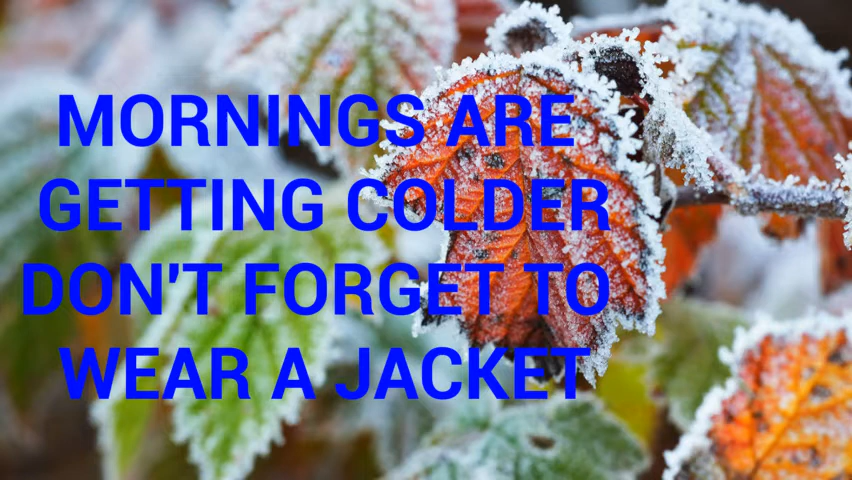 MORNINGS ARE
GETTING COLDER
DON'T FORGET TO
WEAR A JACKET